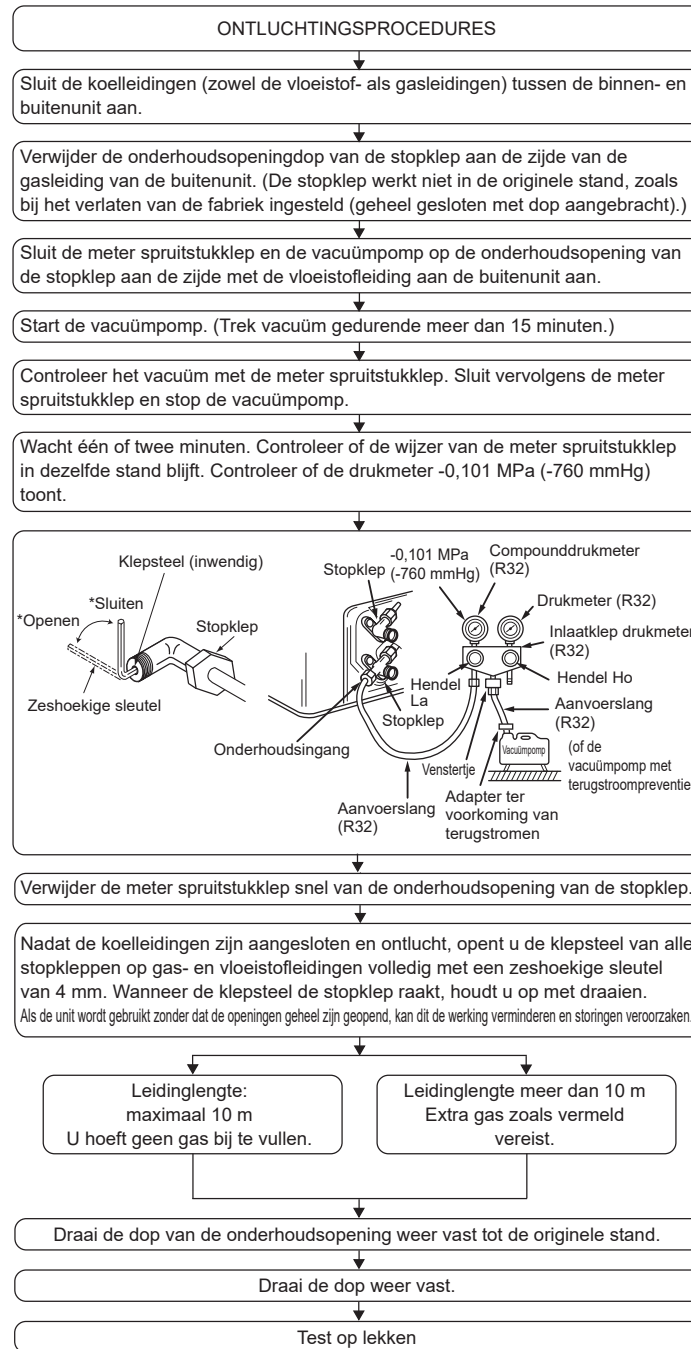 ONTLUCHTINGSPROCEDURES
Sluit de koelleidingen (zowel de vloeistof- als gasleidingen) tussen de binnen- en
buitenunit aan.
Verwijder de onderhoudsopeningdop van de stopklep aan de zijde van de
gasleiding van de buitenunit. (De stopklep werkt niet in de originele stand, zoals
bij het verlaten van de fabriek ingesteld (geheel gesloten met dop aangebracht).)
Sluit de meter spruitstukklep en de vacuümpomp op de onderhoudsopening van
de stopklep aan de zijde met de vloeistofleiding aan de buitenunit aan.
Start de vacuümpomp. (Trek vacuüm gedurende meer dan 15 minuten.)
Controleer het vacuüm met de meter spruitstukklep. Sluit vervolgens de meter
spruitstukklep en stop de vacuümpomp.
Wacht één of twee minuten. Controleer of de wijzer van de meter spruitstukklep
in dezelfde stand blijft. Controleer of de drukmeter -0,101 MPa (-760 mmHg)
toont.
Klepsteel (inwendig)
*Sluiten
*Openen
Stopklep
Zeshoekige sleutel
Stopklep
-0,101 MPa
(-760 mmHg)
Compounddrukmeter
(R32)
Drukmeter (R32)
Inlaatklep drukmeter
(R32)
Hendel
La
Hendel Ho
Stopklep
Onderhoudsingang
Aanvoerslang
(R32)
Venstertje
Vacuümpomp
(of de
vacuümpomp met
terugstroompreventie
Aanvoerslang
(R32)
Adapter ter
voorkoming van
terugstromen
Verwijder de meter spruitstukklep snel van de onderhoudsopening van de stopklep.
Nadat de koelleidingen zijn aangesloten en ontlucht, opent u de klepsteel van alle
stopkleppen op gas- en vloeistofleidingen volledig met een zeshoekige sleutel
van 4 mm. Wanneer de klepsteel de stopklep raakt, houdt u op met draaien.
Als de unit wordt gebruikt zonder dat de openingen geheel zijn geopend, kan dit de werking verminderen en storingen veroorzaken.
Leidinglengte:
maximaal 10 m
U hoeft geen gas bij te vullen.
Leidinglengte meer dan 10 m
Extra gas zoals vermeld
vereist.
Draai de dop van de onderhoudsopening weer vast tot de originele stand.
Draai de dop weer vast.
Test op lekken